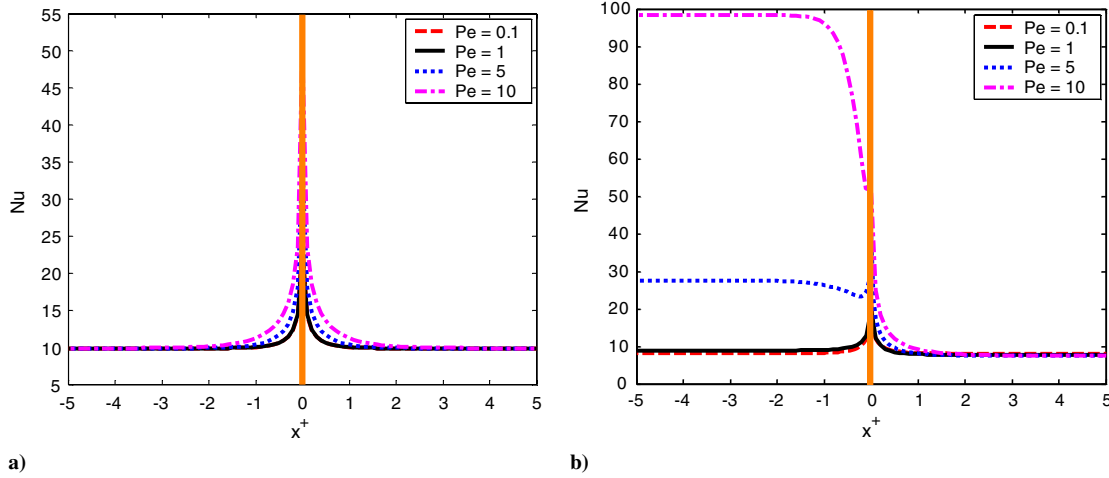 55
50
45
40
35
30
25
20
15
10
5
Nu
-5 -4 -3 -2 -1 0 1 2 3 4 5
x+
Pe = 0.1
Pe = 1
Pe = 5
Pe = 10
a)
100
90
80
70
60
50
40
30
20
10
0
Nu
-5 -4 -3 -2 -1 0 1 2 3 4 5
x+
Pe = 0.1
Pe = 1
Pe = 5
Pe = 10
b)